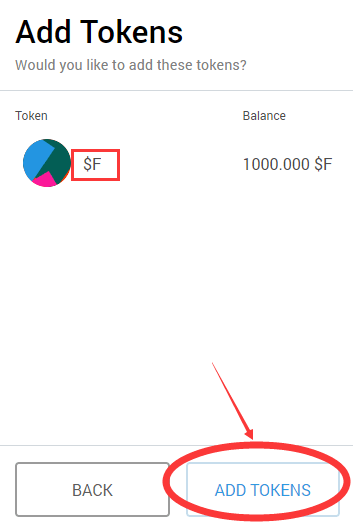 Add Tokens
Would you like to add these tokens?
Token Balance
$F 1000.000 $F
BACK ADD TOKENS